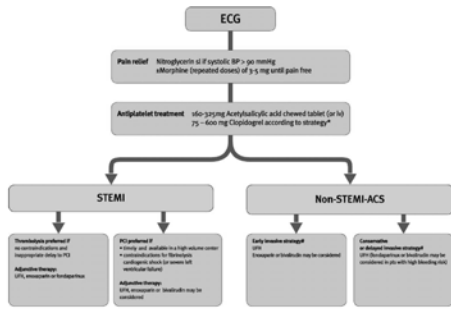 ECG
Pain relief Nitroglycerin sl if systolic BP > 90 mmHg
±Morphine (repeated doses) of 3-5 mg until pain free
Antiplatelet treatment 160-325mg Acetylsalicylic acid chewed tablet (or iv)
75 – 600 mg Clopidogrel according to strategy*
STEMI
Non-STEMI-ACS
Thrombolysis preferred if
no contraindications and
inappropriate delay to PCI
Adjunctive therapy:
UFH, enoxaparin or fondaparinux
PCI preferred if
• timely and available in a high volume center
• contraindications for fibrinolysis
cardiogenic shock (or severe left
ventricular failure)
Adjunctive therapy:
UFH, enoxaparin or bivalirudin may be
considered
Early invasive strategy#
UFH
Enoxaparin or bivalirudin may be considered
Conservative
or delayed invasive strategy#
UFH (fondaparinux or bivalirudin may be
considered in pts with high bleeding risk)